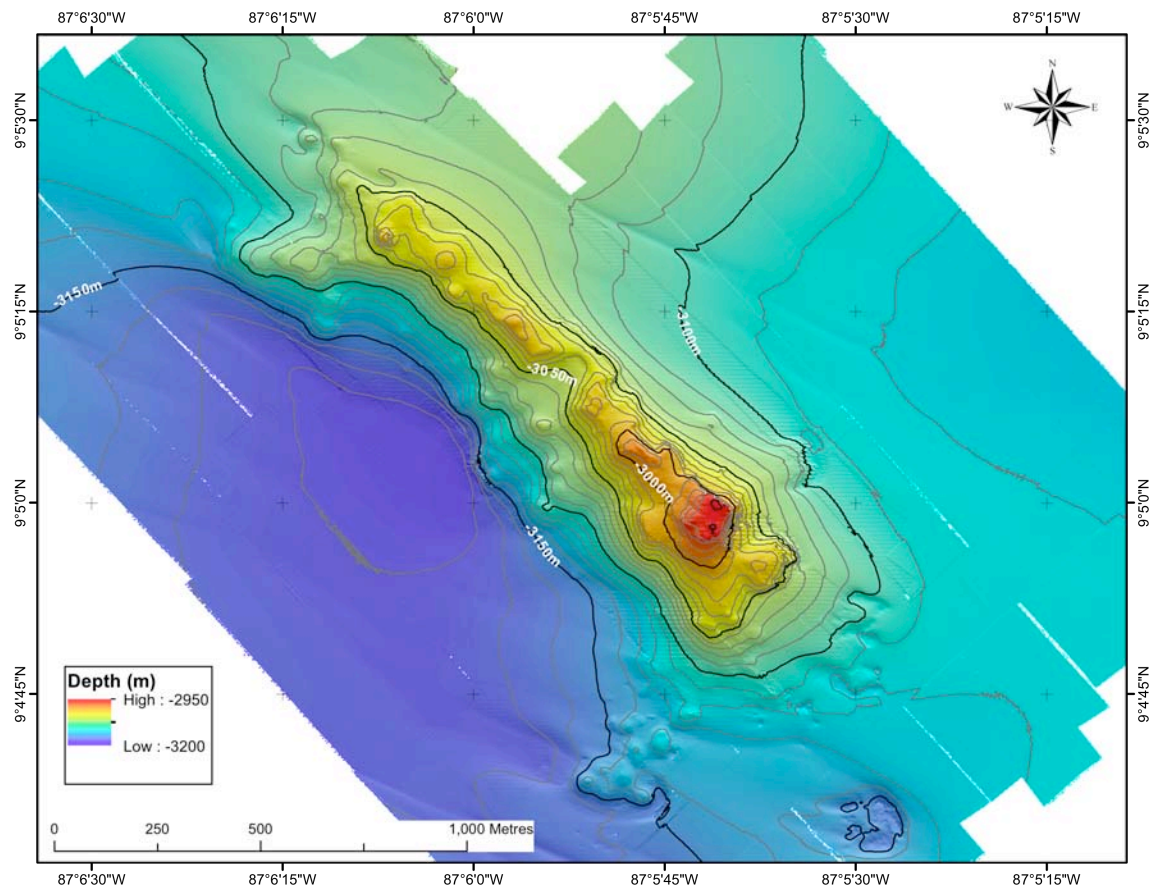 87°6'30"W 87°6'15"W 87°6'0"W 87°5'45"W 87°5'30"W 87°5'15"W
N
W E
S
9°5'30"N 9°5'30"N
-3150m
9°5'15"N 9°5'15"N
-3100m
-3050m
-3000m
9°5'0"N 9°5'0"N
-3150m
9°4'45"N 9°4'45"N
Depth (m)
High : -2950
Low : -3200
0 250 500 1,000 Metres
87°6'30"W 87°6'15"W 87°6'0"W 87°5'45"W 87°5'30"W 87°5'15"W